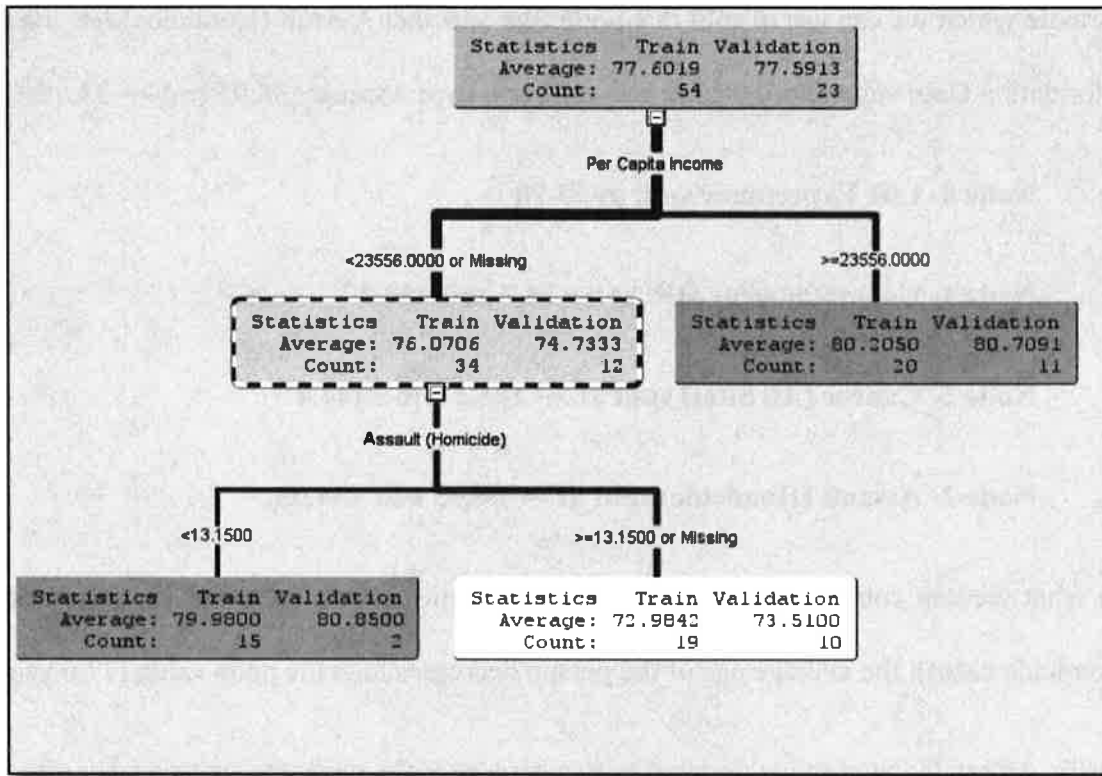 Statistics Train Validation
Average: 77.6019 77.5913
Count: 54 23
Per Capita Income
<23556.0000 or Missing
>=23556.0000
Statistics Train Validation
Average: 76.0706 74.7333
Count: 34 12
Statistics Train Validation
Average: 80.2050 80.7091
Count: 20 11
Assault (Homicide)
<13.1500
>=13.1500 or Missing
Statistics Train Validation
Average: 79.9800 80.8500
Count: 15 2
Statistics Train Validation
Average: 72.9842 73.5100
Count: 19 10